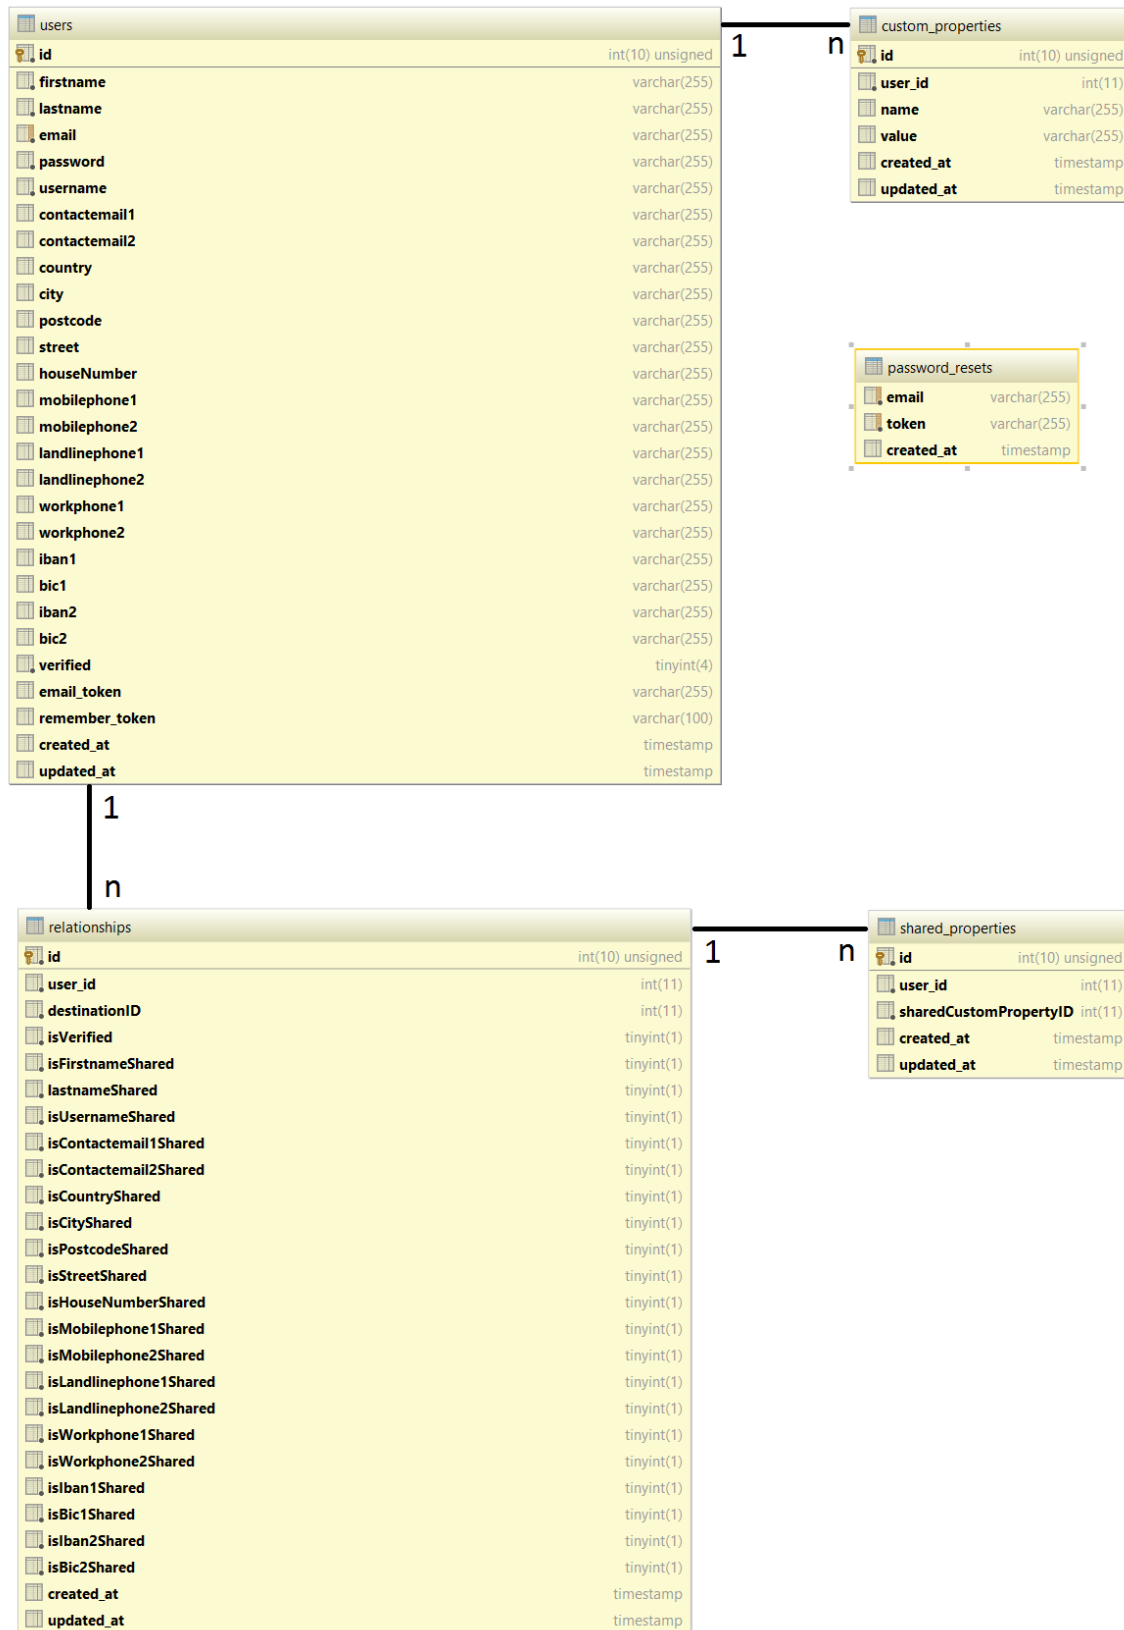 users
id int(10) unsigned
firstname varchar(255)
lastname varchar(255)
email varchar(255)
password varchar(255)
username varchar(255)
contactemail1 varchar(255)
contactemail2 varchar(255)
country varchar(255)
city varchar(255)
postcode varchar(255)
street varchar(255)
houseNumber varchar(255)
mobilephone1 varchar(255)
mobilephone2 varchar(255)
landlinephone1 varchar(255)
landlinephone2 varchar(255)
workphone1 varchar(255)
workphone2 varchar(255)
iban1 varchar(255)
bic1 varchar(255)
iban2 varchar(255)
bic2 varchar(255)
verified tinyint(4)
email_token varchar(255)
remember_token varchar(100)
created_at timestamp
updated_at timestamp
1 n
custom_properties
id int(10) unsigned
user_id int(11)
name varchar(255)
value varchar(255)
created_at timestamp
updated_at timestamp
password_resets
email varchar(255)
token varchar(255)
created_at timestamp
1
n
relationships
id int(10) unsigned
user_id int(11)
destinationID int(11)
isVerified tinyint(1)
isFirstnameShared tinyint(1)
lastnameShared tinyint(1)
isUsernameShared tinyint(1)
isContactemail1Shared tinyint(1)
isContactemail2Shared tinyint(1)
isCountryShared tinyint(1)
isCityShared tinyint(1)
isPostcodeShared tinyint(1)
isStreetShared tinyint(1)
isHouseNumberShared tinyint(1)
isMobilephone1Shared tinyint(1)
isMobilephone2Shared tinyint(1)
isLandlinephone1Shared tinyint(1)
isLandlinephone2Shared tinyint(1)
isWorkphone1Shared tinyint(1)
isWorkphone2Shared tinyint(1)
isIban1Shared tinyint(1)
isBic1Shared tinyint(1)
isIban2Shared tinyint(1)
isBic2Shared tinyint(1)
created_at timestamp
updated_at timestamp
1 n
shared_properties
id int(10) unsigned
user_id int(11)
sharedCustomPropertyID int(11)
created_at timestamp
updated_at timestamp